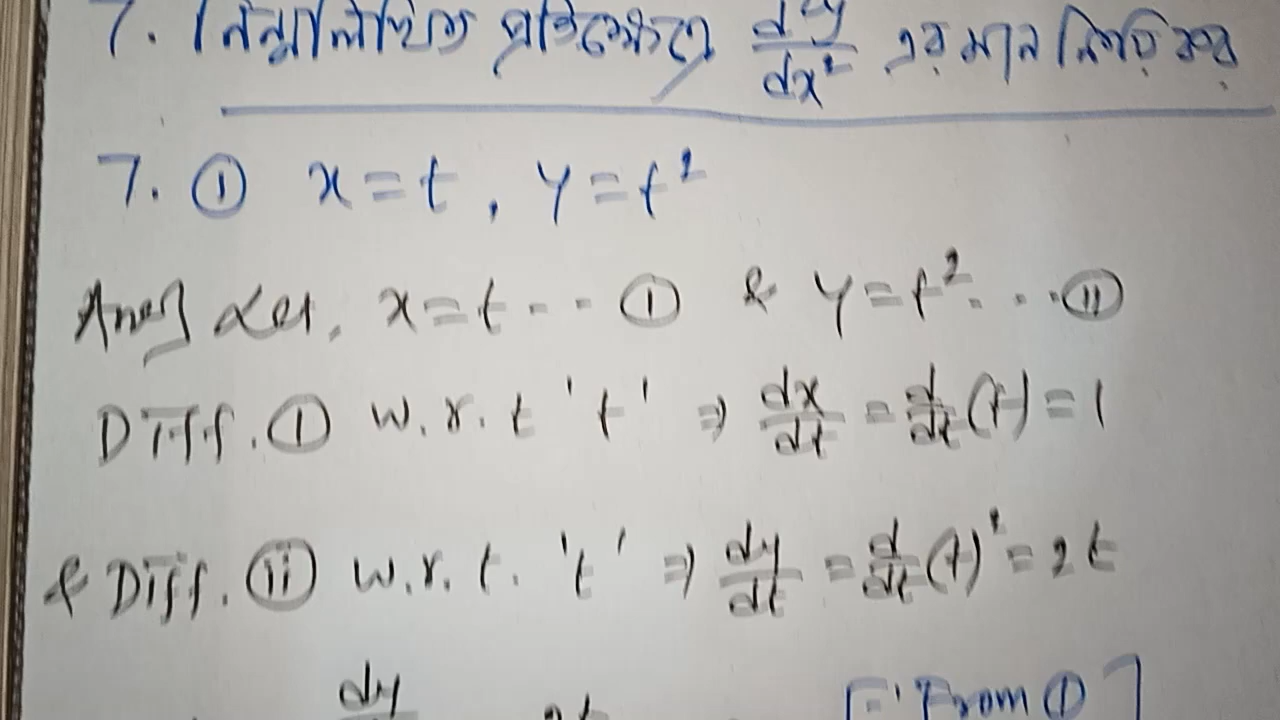 7. নিম্নলিখিত প্রতিক্ষেত্রে d²y/dx² এর মান নির্ণয় কর
7. ① x = t, y = t²
Ans] Let, x = t - - ① & y = t² . . . ⑪
Diff. ① w.r.t 't' ⇒ dx/dt = d/dt (t) = 1
& Diff. ⑪ w.r.t. 't' ⇒ dy/dt = d/dt (t)² = 2t
dy 2t [∵ From ①]